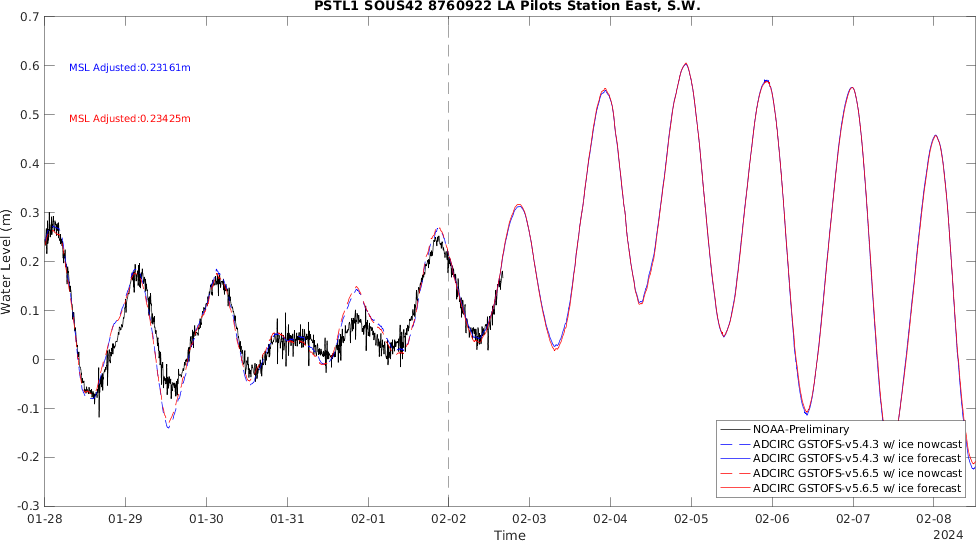 PSTL1 SOUS42 8760922 LA Pilots Station East, S.W.
0.7
0.6
0.5
0.4
0.3
0.2
0.1
0
-0.1
-0.2
-0.3
Water Level (m)
MSL Adjusted:0.23161m
MSL Adjusted:0.23425m
NOAA-Preliminary
ADCIRC GSTOFS-v5.4.3 w/ ice nowcast
ADCIRC GSTOFS-v5.4.3 w/ ice forecast
ADCIRC GSTOFS-v5.6.5 w/ ice nowcast
ADCIRC GSTOFS-v5.6.5 w/ ice forecast
01-28 01-29 01-30 01-31 02-01 02-02 02-03 02-04 02-05 02-06 02-07 02-08
Time
2024